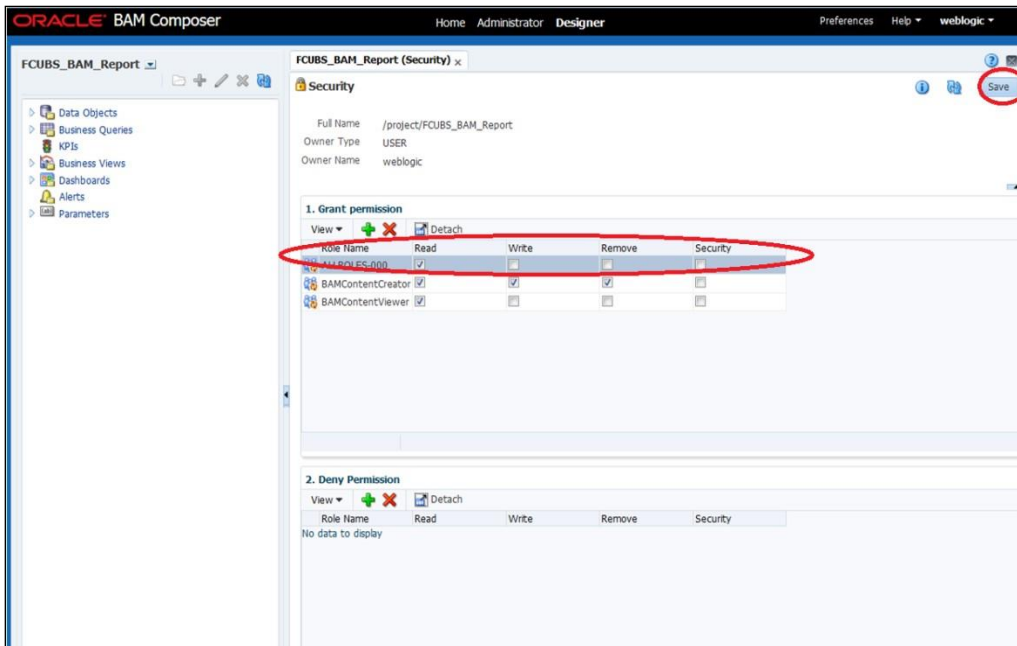 ORACLE BAM Composer Home Administrator Designer Preferences Help weblogic
FCUBS_BAM_Report
Data Objects
Business Queries
KPIs
Business Views
Dashboards
Alerts
Parameters
FCUBS_BAM_Report (Security)
Security
Save
Full Name /project/FCUBS_BAM_Report
Owner Type USER
Owner Name weblogic
1. Grant permission
View Detach
Role Name Read Write Remove Security
BAMContentCreator
BAMContentViewer
2. Deny Permission
View Detach
Role Name Read Write Remove Security
No data to display